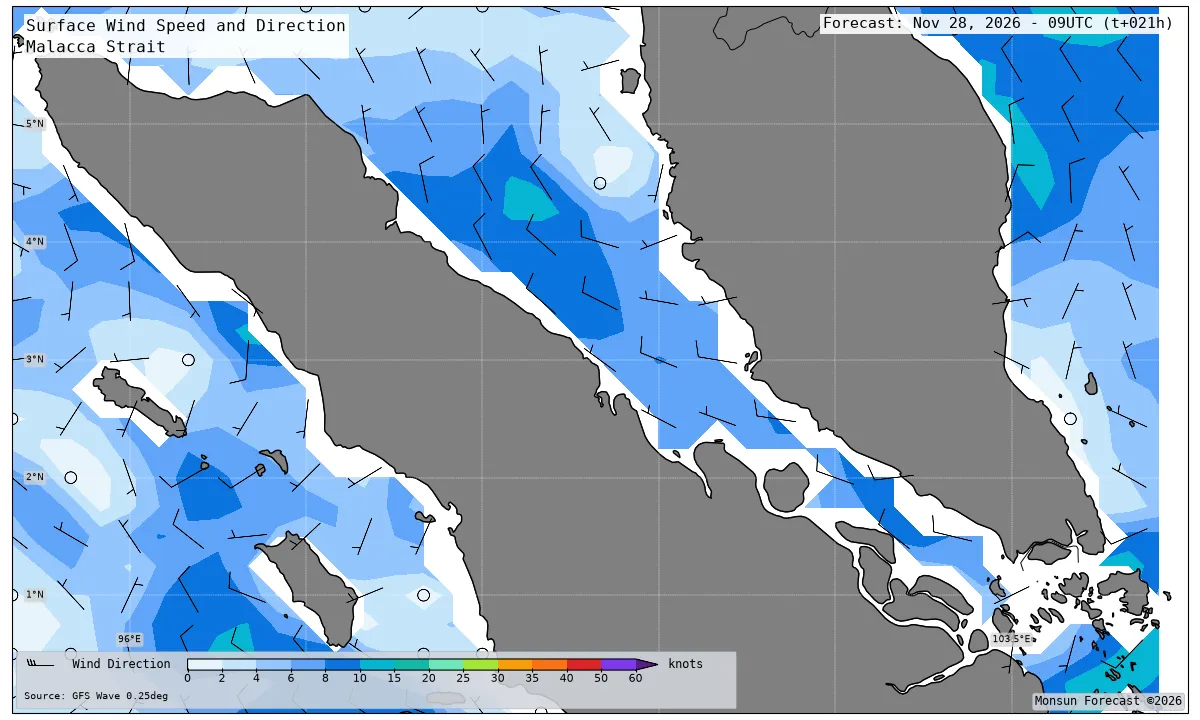 Surface Wind Speed and Direction
Malacca Strait
Forecast: Nov 28, 2026 - 09UTC (t+021h)
5°N
4°N
3°N
2°N
1°N
96°E
103.5°E
Wind Direction
0 2 4 6 8 10 15 20 25 30 35 40 50 60
knots
Source: GFS Wave 0.25deg
Monsun Forecast ©2026